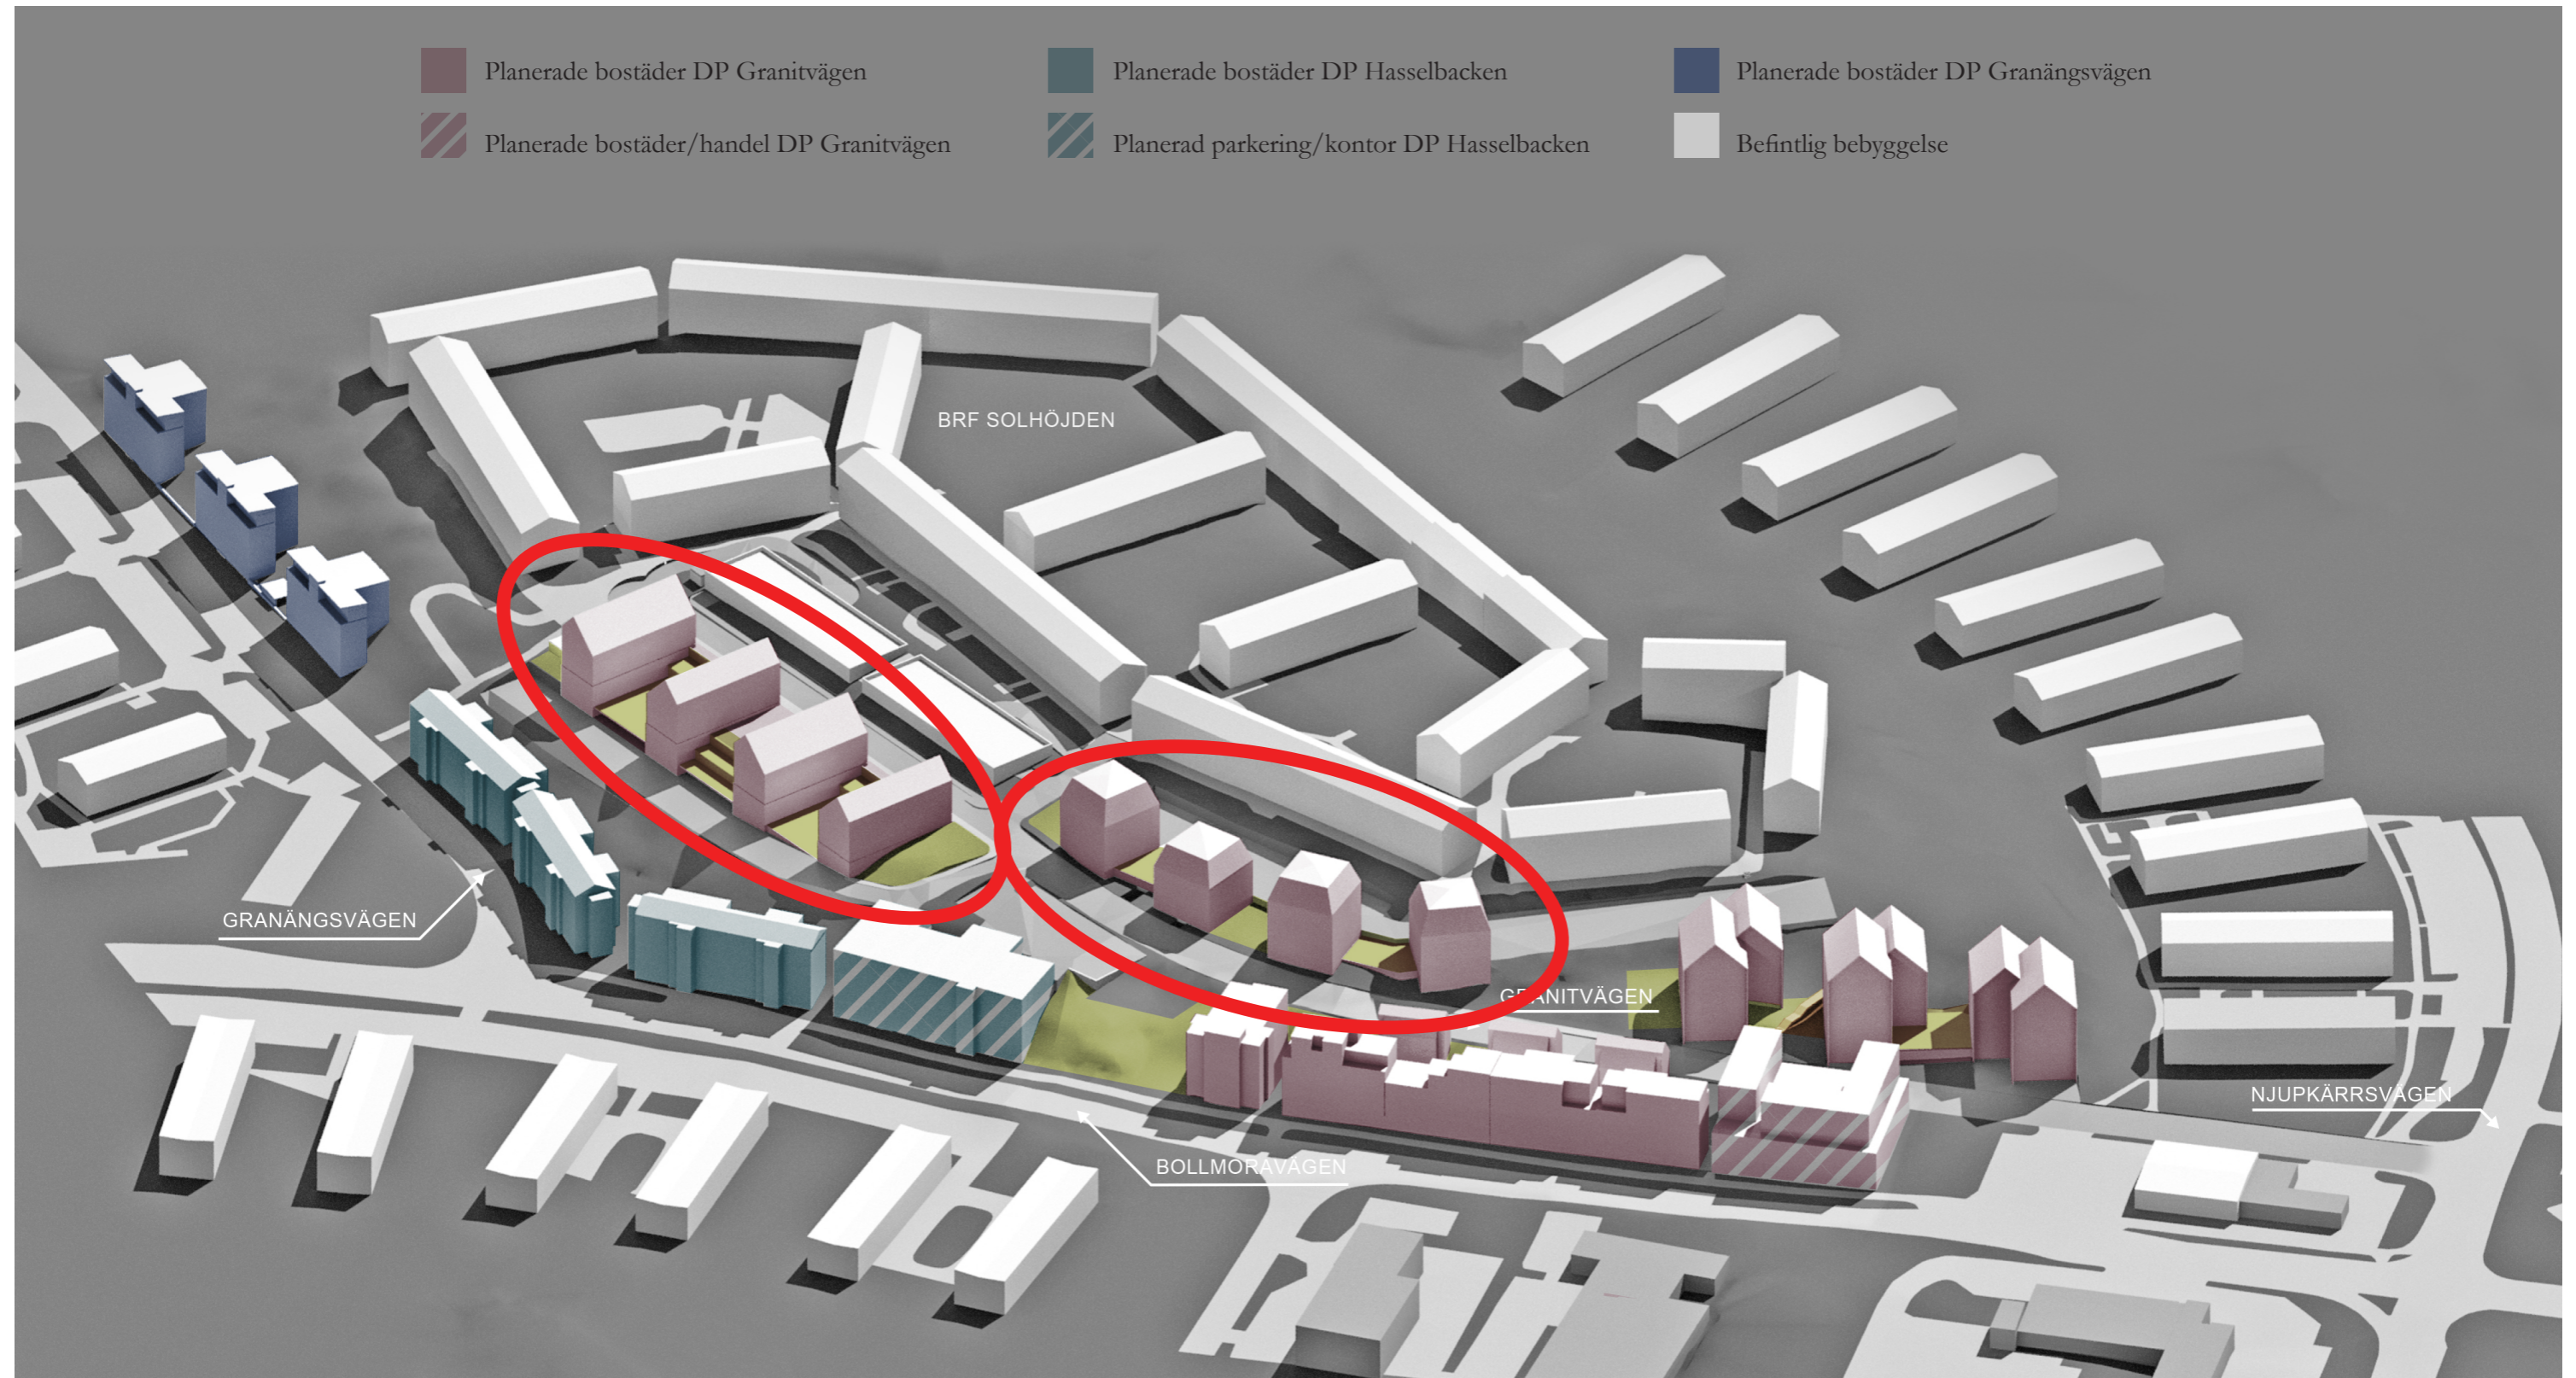 Planerade bostäder DP Granitvägen
Planerade bostäder DP Hasselbacken
Planerade bostäder DP Granängsvägen
Planerade bostäder/handel DP Granitvägen
Planerad parkering/kontor DP Hasselbacken
Befintlig bebyggelse
BRF SOLHÖJDEN
GRANÄNGSVÄGEN
GRANITVÄGEN
NJUPKÄRRSVÄGEN
BOLLMORAVÄGEN